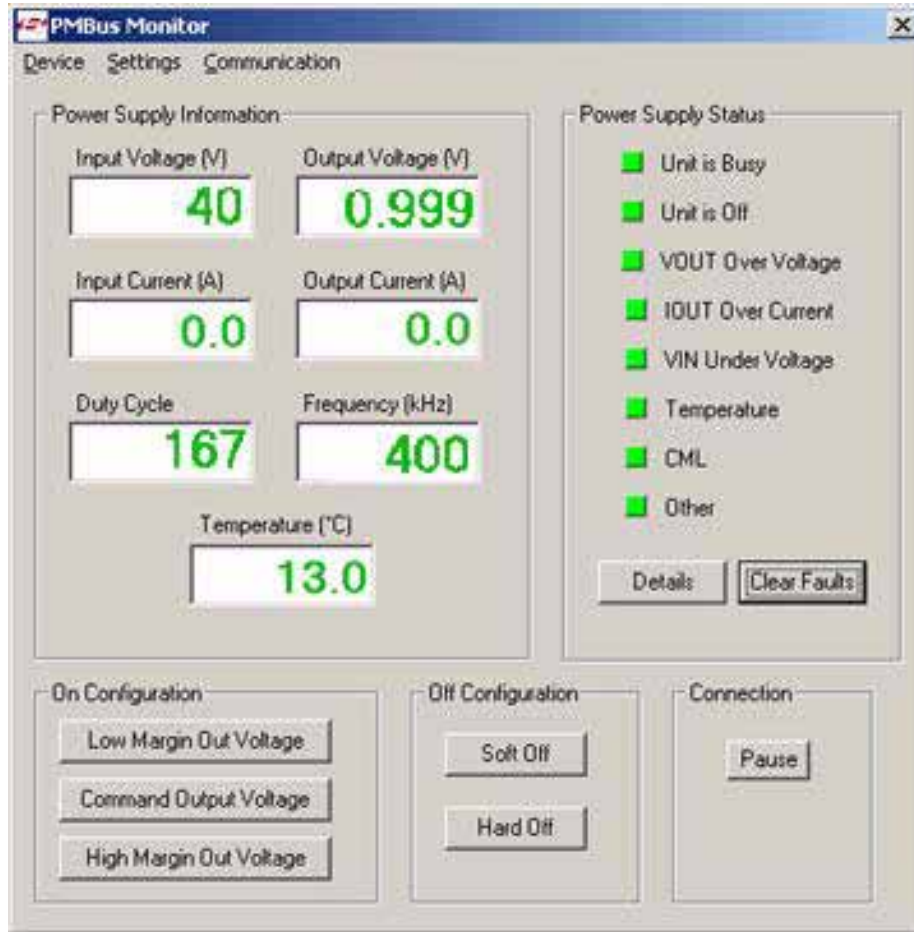 PMBus Monitor
Device Settings Communication
Power Supply Information
Input Voltage (V) Output Voltage (V)
40 0.999
Input Current (A) Output Current (A)
0.0 0.0
Duty Cycle Frequency (kHz)
167 400
Temperature (°C)
13.0
Power Supply Status
Unit is Busy
Unit is Off
VOUT Over Voltage
IOUT Over Current
VIN Under Voltage
Temperature
CML
Other
Details Clear Faults
On Configuration
Low Margin Out Voltage
Command Output Voltage
High Margin Out Voltage
Off Configuration
Soft Off
Hard Off
Connection
Pause